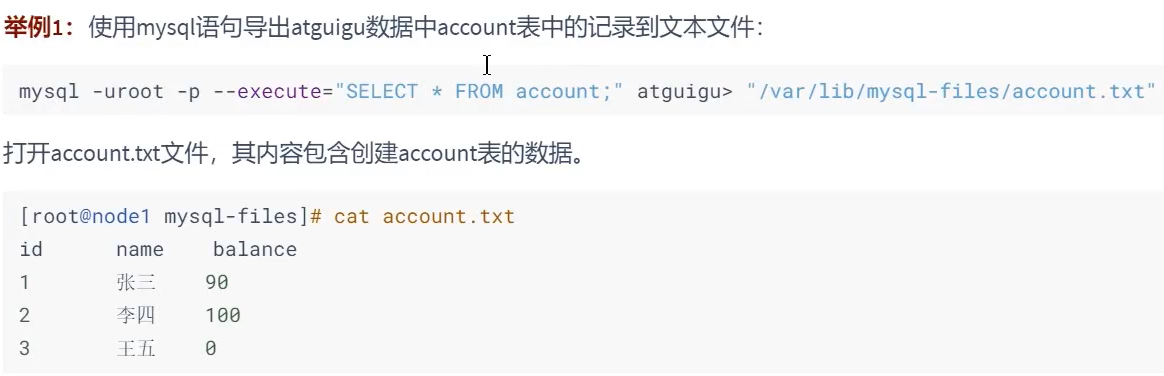 举例1：使用mysql语句导出atguigu数据中account表中的记录到文本文件：
mysql -uroot -p --execute="SELECT * FROM account;" atguigu> "/var/lib/mysql-files/account.txt"
打开account.txt文件，其内容包含创建account表的数据。
[root@node1 mysql-files]# cat account.txt
id name balance
1 张三 90
2 李四 100
3 王五 0